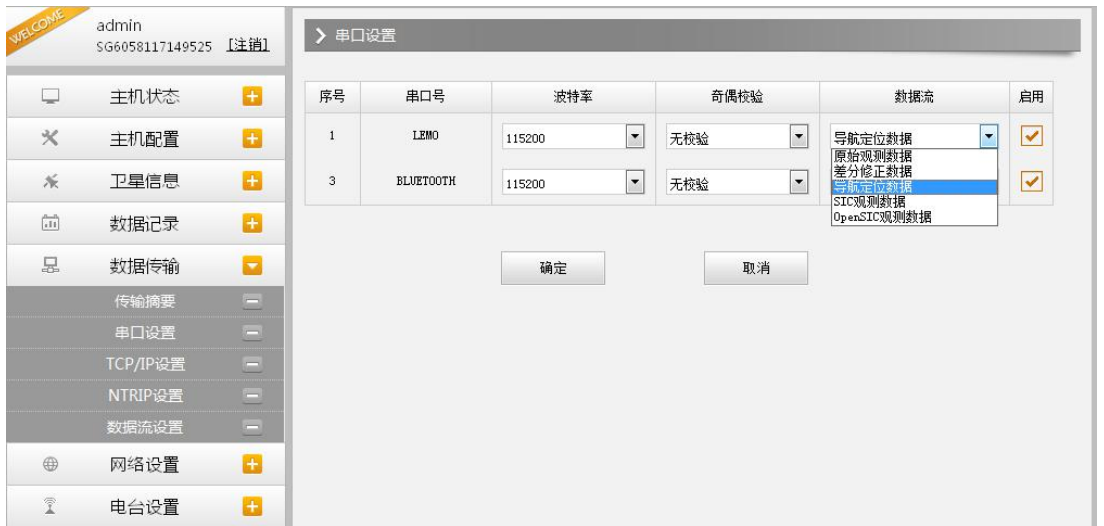 WELCOME
admin
SG6058117149525 [注销]
主机状态
主机配置
卫星信息
数据记录
数据传输
传输摘要
串口设置
TCP/IP设置
NTRIP设置
数据流设置
网络设置
电台设置
串口设置
序号 串口号 波特率 奇偶校验 数据流 启用
1 LEMO 115200 无校验 导航定位数据
原始观测数据
差分修正数据
导航定位数据
SIC观测数据
OpenSIC观测数据
3 BLUETOOTH 115200 无校验
确定 取消